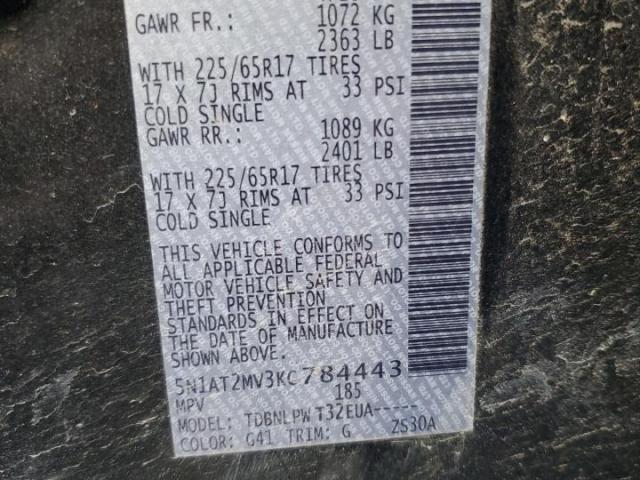 GAWR FR.: 1072 KG
2363 LB
WITH 225/65R17 TIRES
17 X 7J RIMS AT 33 PSI
COLD SINGLE
GAWR RR.: 1089 KG
2401 LB
WITH 225/65R17 TIRES
17 X 7J RIMS AT 33 PSI
COLD SINGLE
THIS VEHICLE CONFORMS TO
ALL APPLICABLE FEDERAL
MOTOR VEHICLE SAFETY AND
THEFT PREVENTION
STANDARDS IN EFFECT ON
THE DATE OF MANUFACTURE
5N1AT2MV3KC784443
MPV 185
MODEL: TDBNLPW T32EUA-----
COLOR: G41 TRIM: G ZS30A